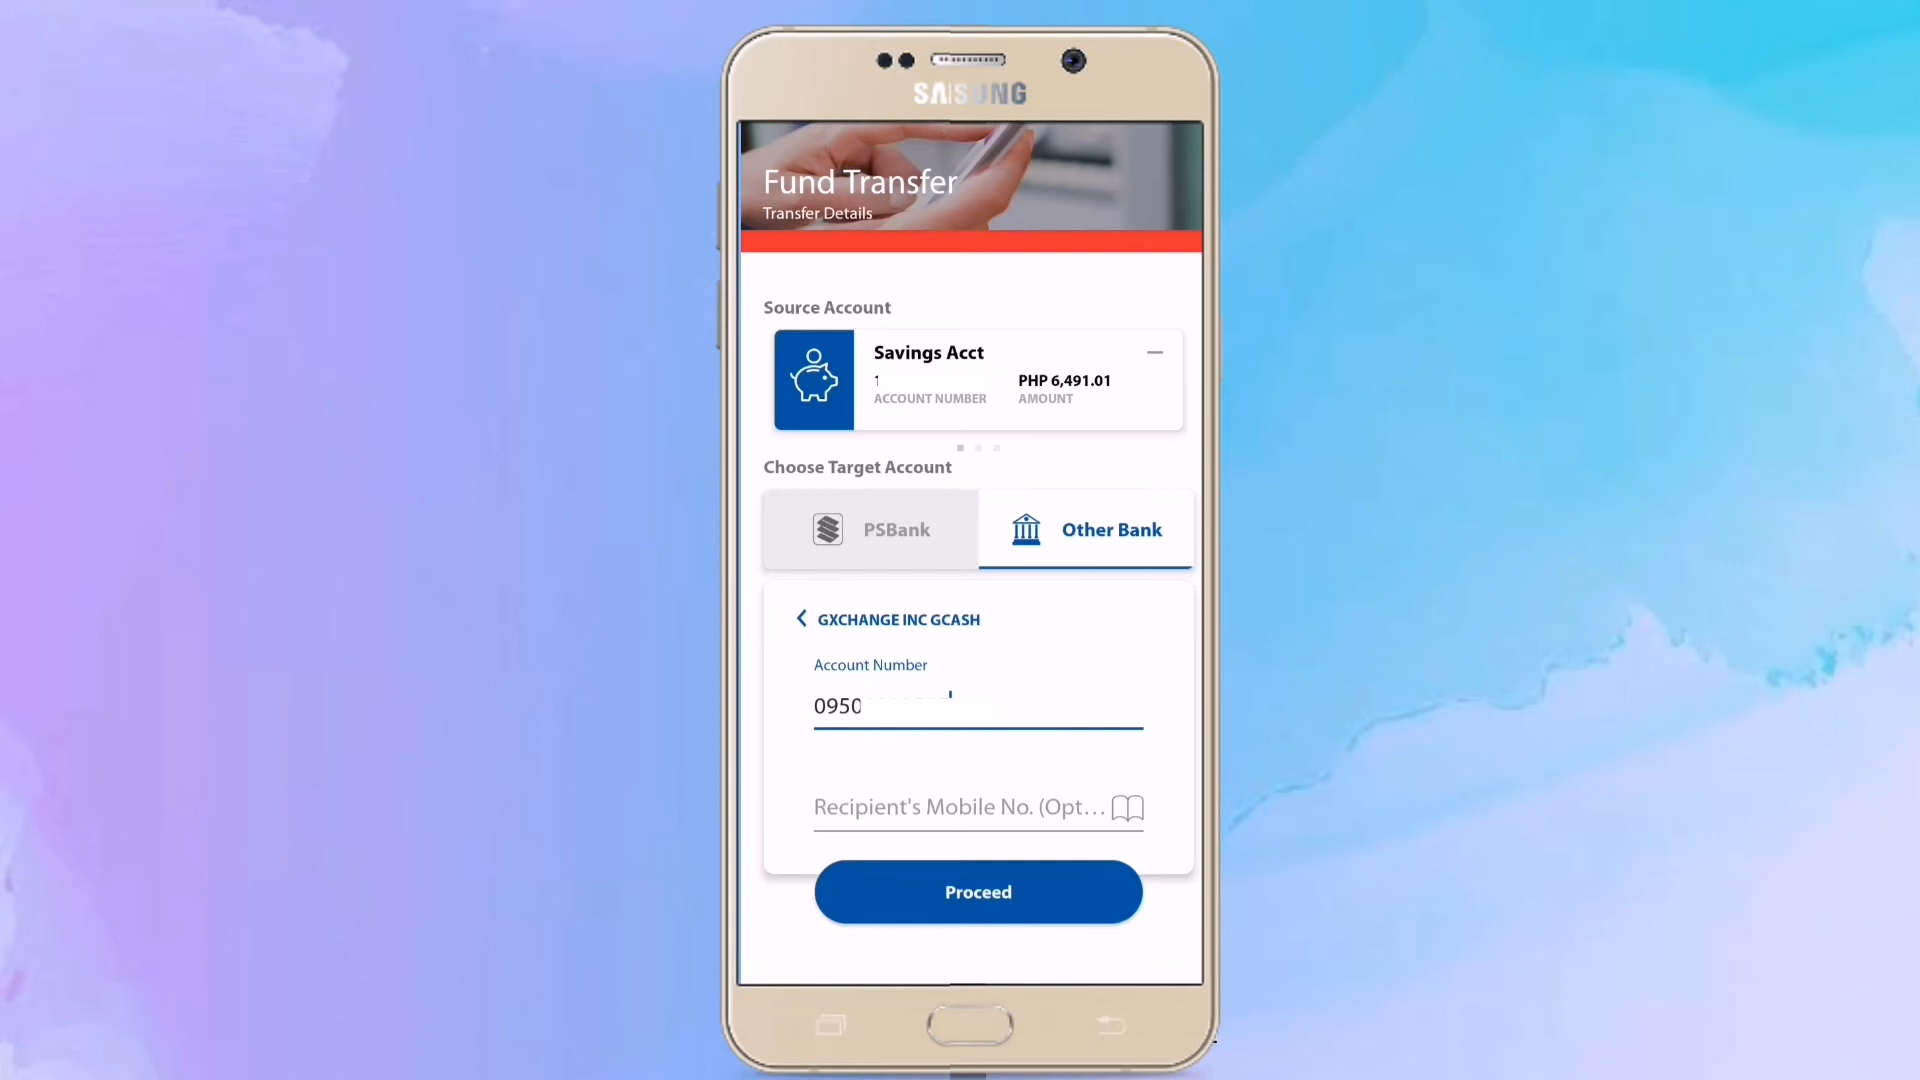 SAMSUNG
Fund Transfer
Transfer Details
Source Account
Savings Acct
1
PHP 6,491.01
ACCOUNT NUMBER
AMOUNT
Choose Target Account
PSBank
Other Bank
GXCHANGE INC GCASH
Account Number
0950
Recipient's Mobile No. (Opt...
Proceed